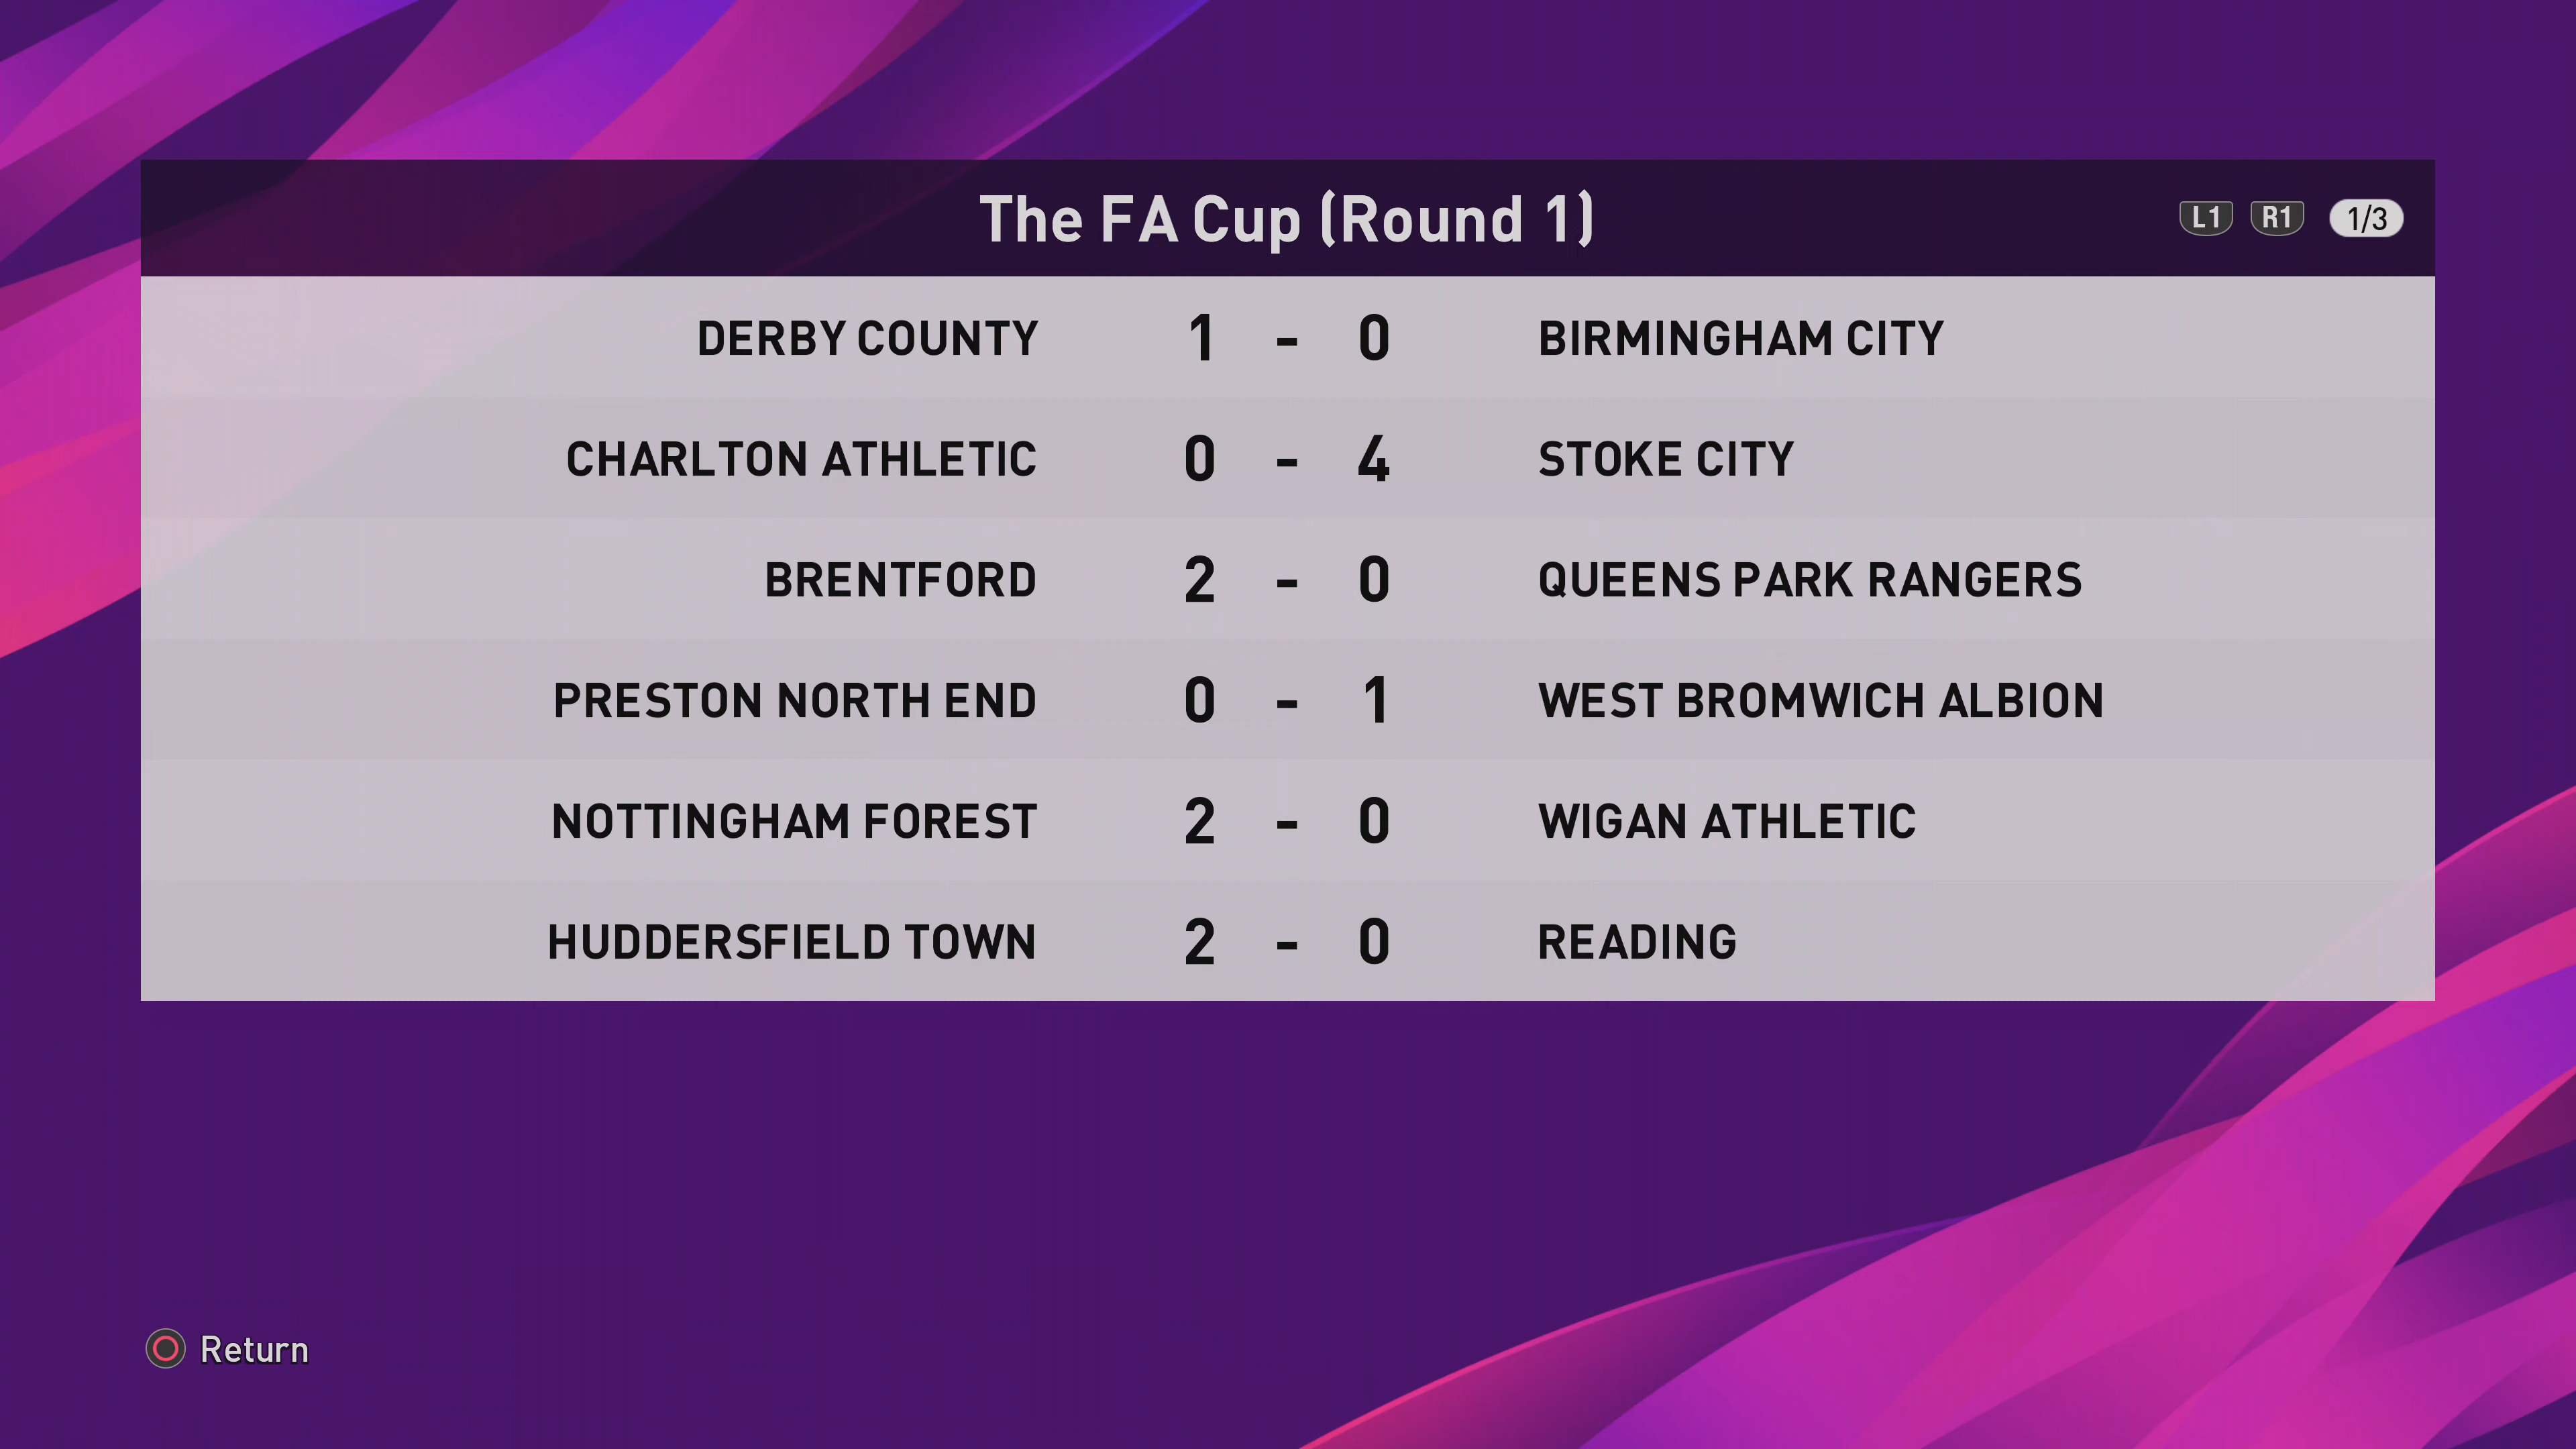 The FA Cup (Round 1) L1 R1 1/3
DERBY COUNTY 1 - 0 BIRMINGHAM CITY
CHARLTON ATHLETIC 0 - 4 STOKE CITY
BRENTFORD 2 - 0 QUEENS PARK RANGERS
PRESTON NORTH END 0 - 1 WEST BROMWICH ALBION
NOTTINGHAM FOREST 2 - 0 WIGAN ATHLETIC
HUDDERSFIELD TOWN 2 - 0 READING
Return